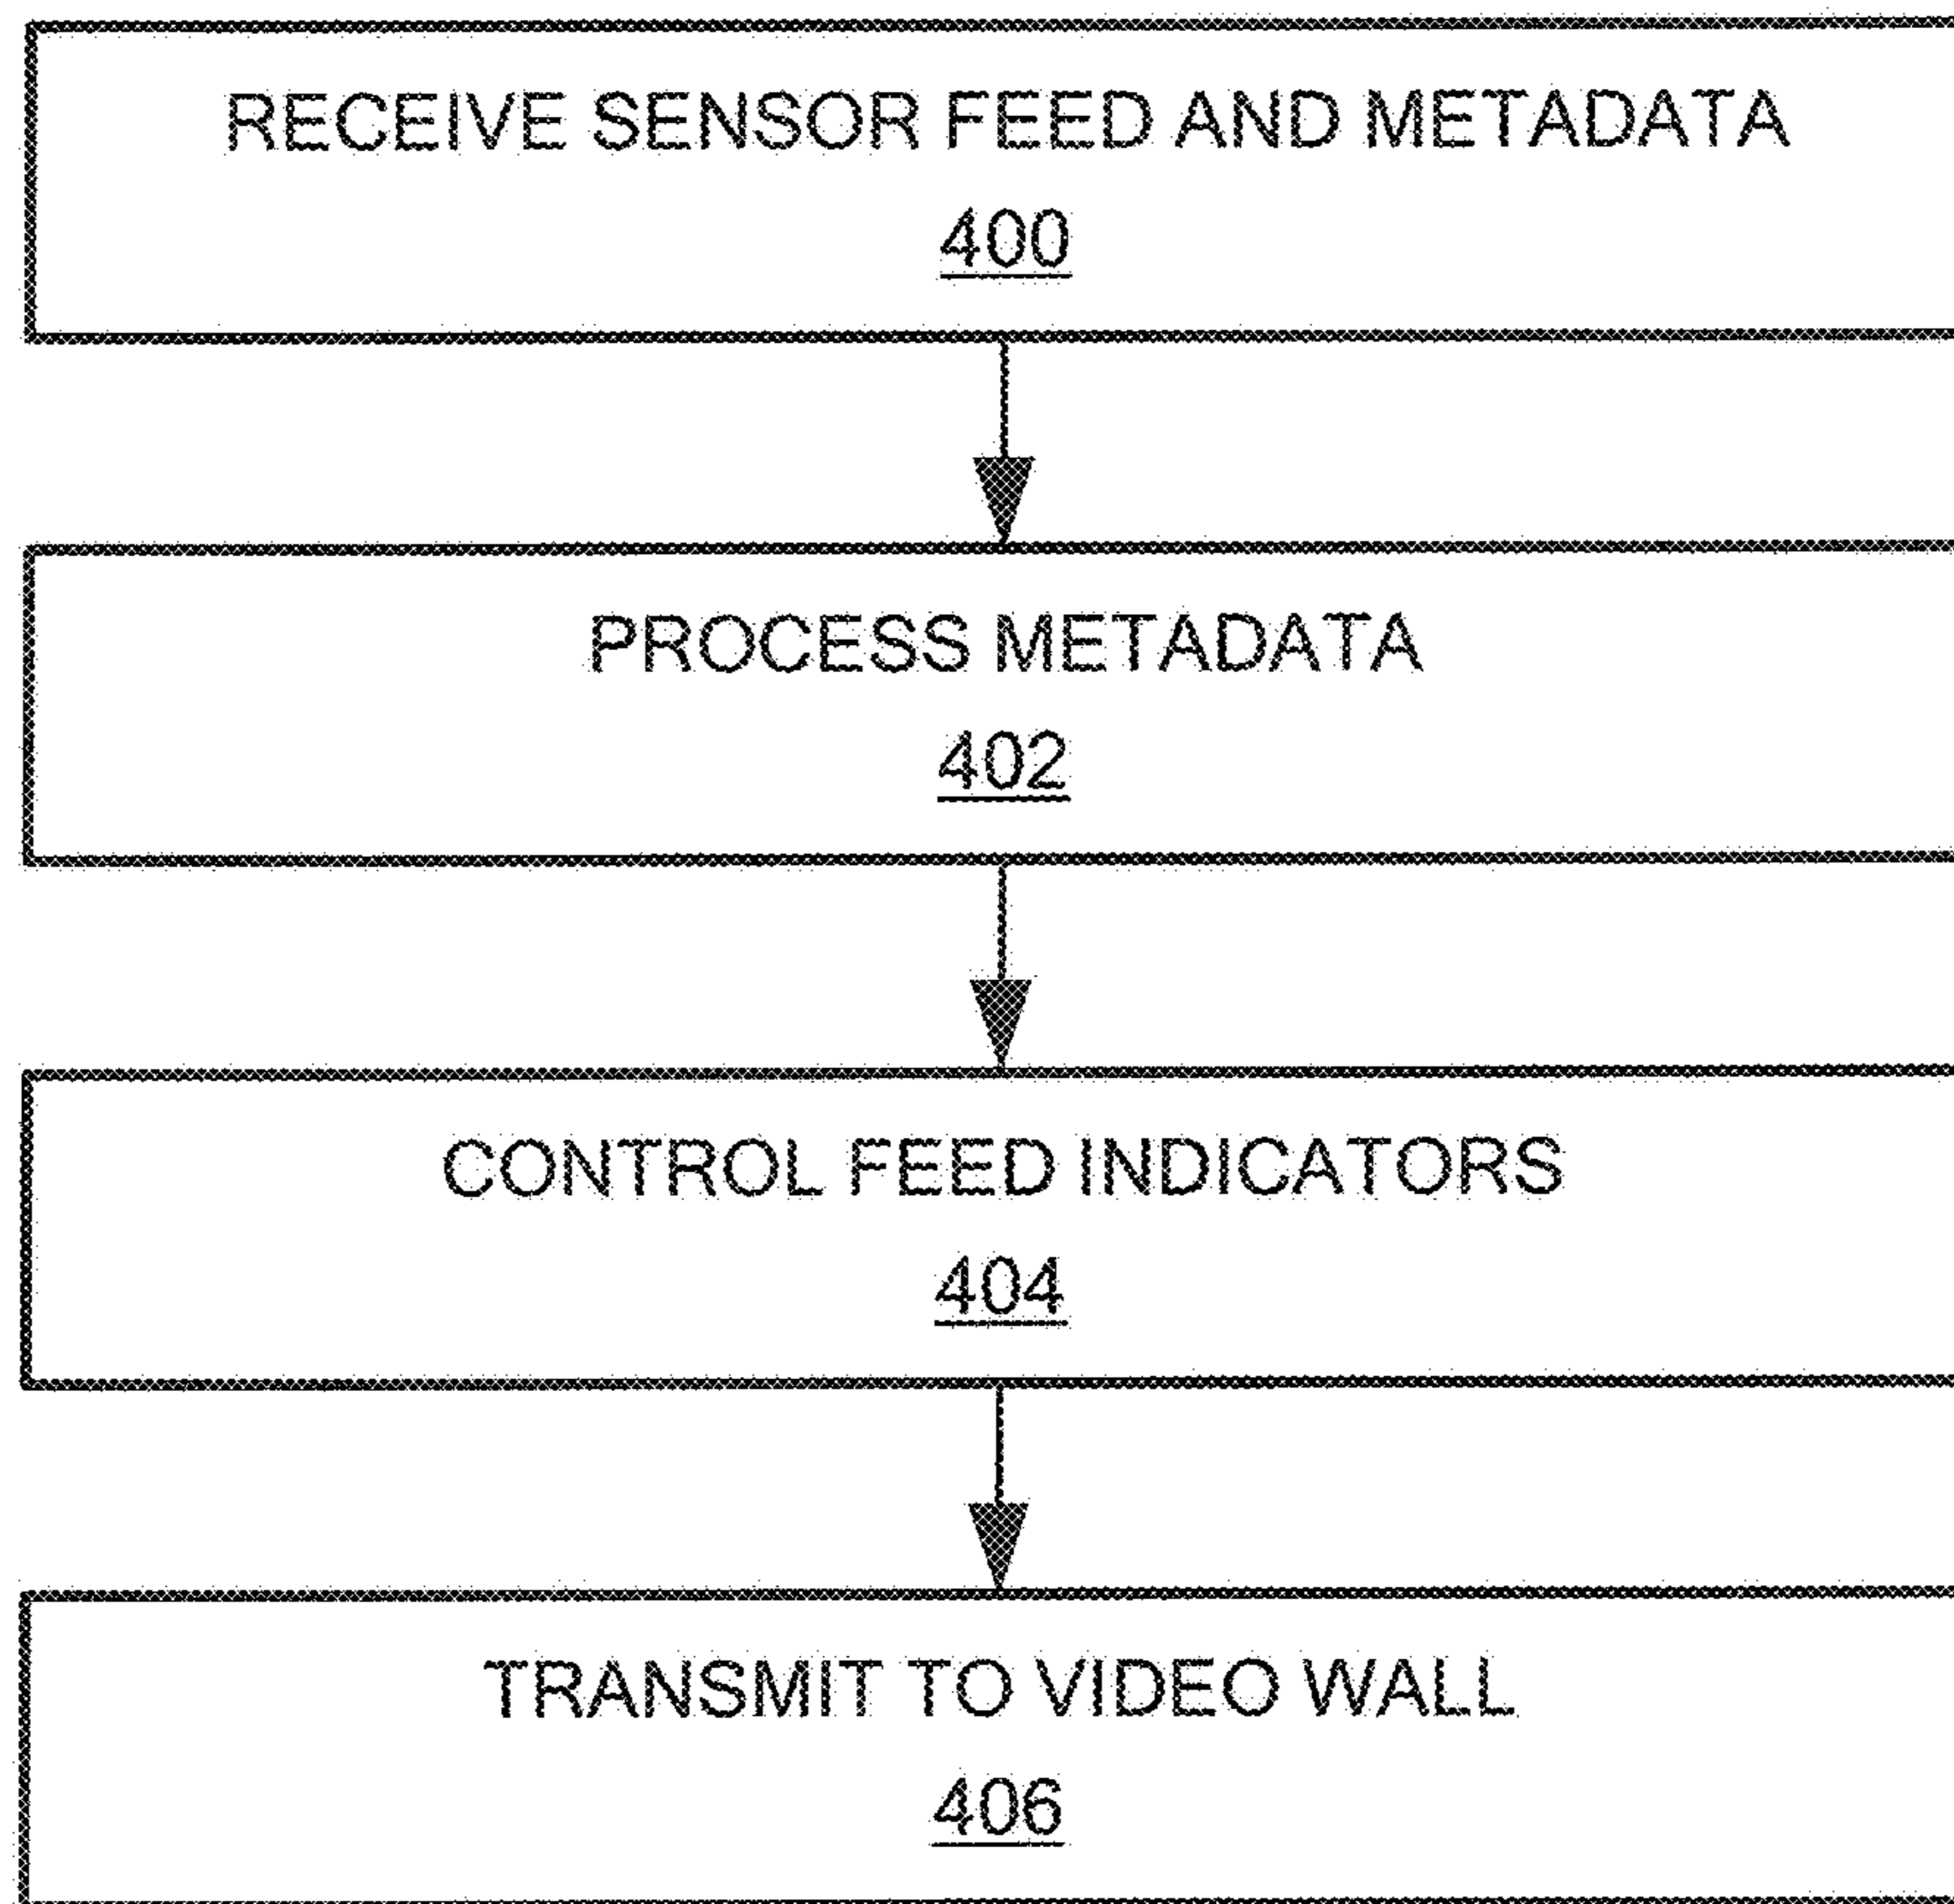 RECEIVE SENSOR FEED AND METADATA
400
PROCESS METADATA
402
CONTROL FEED INDICATORS
404
TRANSMIT TO VIDEO WALL
406